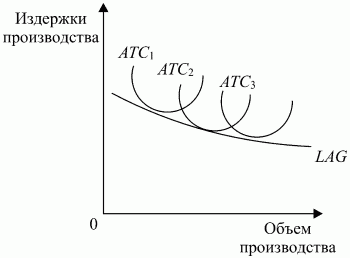 Издержки
производства
ATC1
ATC2
ATC3
LAG
0
Объем
производства